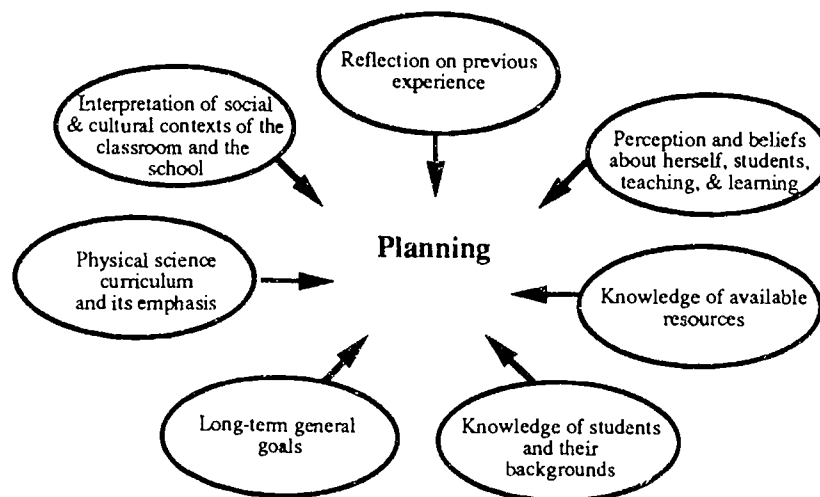 Reflection on previous
experience
Interpretation of social
& cultural contexts of the
classroom and the
school
Perception and beliefs
about herself, students,
teaching, & learning
Planning
Physical science
curriculum
and its emphasis
Knowledge of available
resources
Long-term general
goals
Knowledge of students
and their
backgrounds